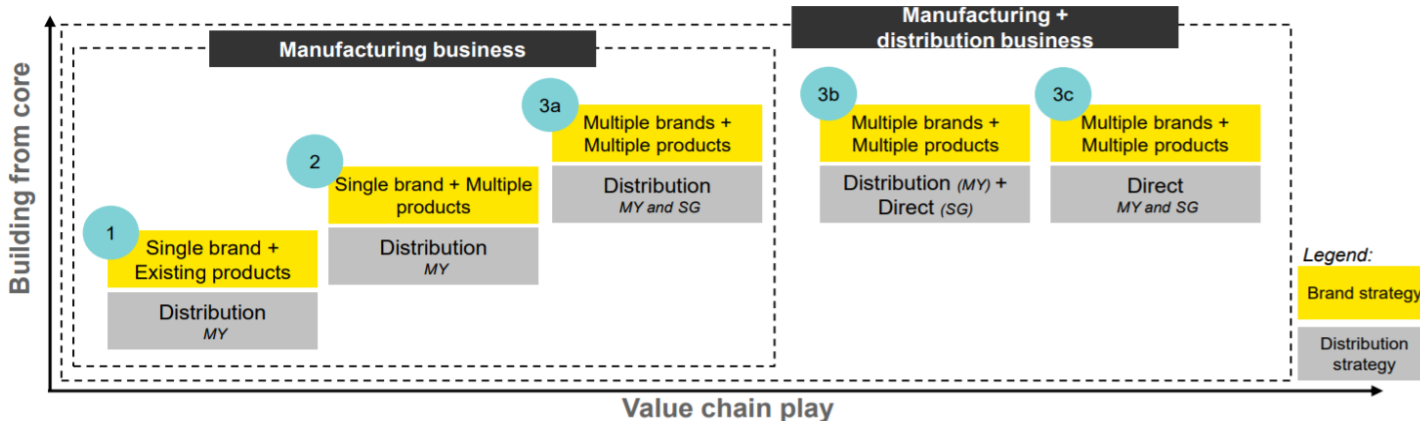 Building from core
Manufacturing business
Manufacturing +
distribution business
1
Single brand +
Existing products
Distribution
MY
2
Single brand + Multiple
products
Distribution
MY
3a
Multiple brands +
Multiple products
Distribution
MY and SG
3b
Multiple brands +
Multiple products
Distribution (MY) +
Direct (SG)
3c
Multiple brands +
Multiple products
Direct
MY and SG
Legend:
Brand strategy
Distribution
strategy
Value chain play